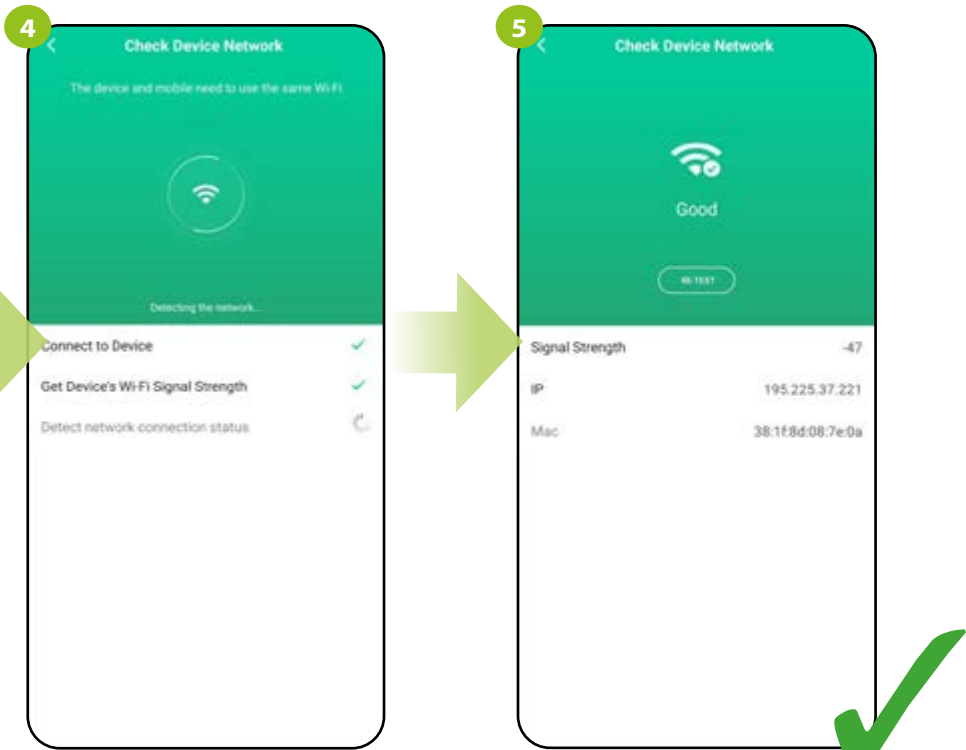 4
Check Device Network
The device and mobile need to use the same Wi-Fi
Detecting the network...
Connect to Device
Get Device's Wi-Fi Signal Strength
Detect network connection status
5
Check Device Network
Good
RE-TEST
Signal Strength -47
IP 195.225.37.221
Mac 38:1f:8d:08:7e:0a